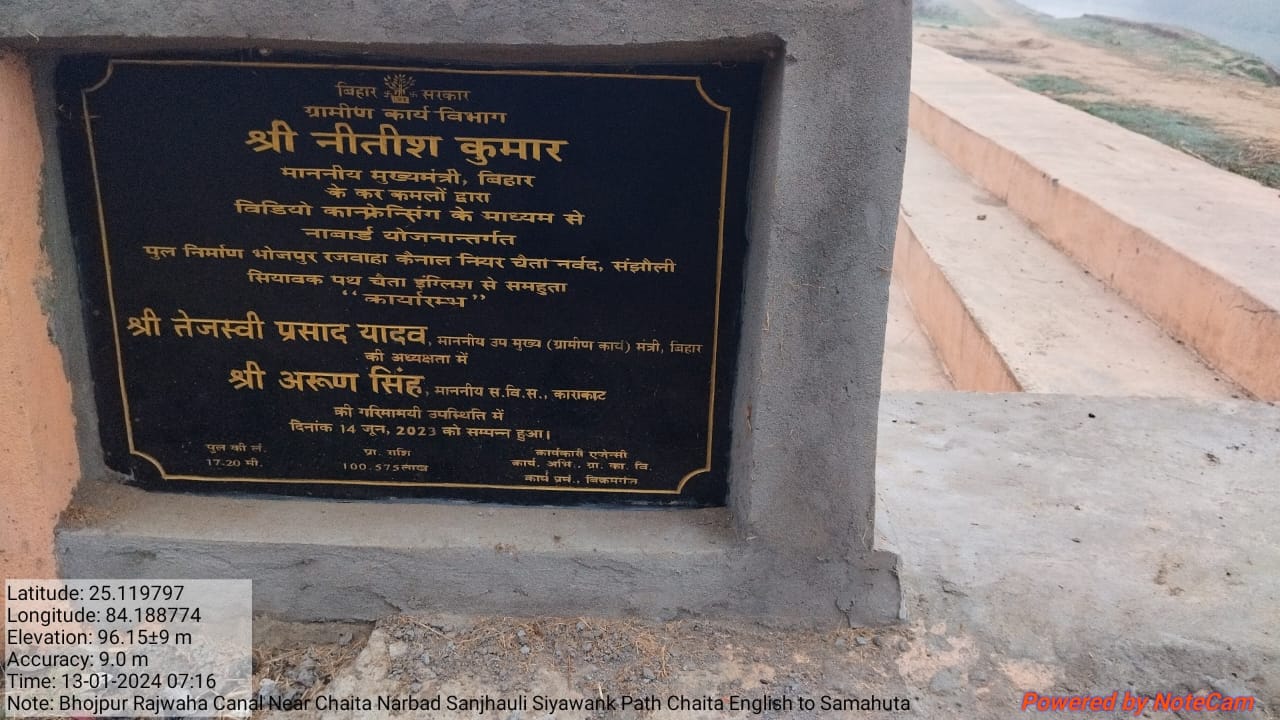 बिहार सरकार
ग्रामीण कार्य विभाग
श्री नीतीश कुमार
माननीय मुख्यमंत्री, बिहार
के कर कमलों द्वारा
विडियो कान्फ्रेन्सिंग के माध्यम से
नावार्ड योजनान्तर्गत
पुल निर्माण भोजपुर रजवाहा कैनाल नियर चैता नर्वद, संझौली
सियावक पथ चैता इंग्लिश से समहुता
“कार्यारम्भ”
श्री तेजस्वी प्रसाद यादव, माननीय उप मुख्य (ग्रामीण कार्य) मंत्री, बिहार
की अध्यक्षता में
श्री अरूण सिंह, माननीय स.वि.स., काराकाट
की गरिमामयी उपस्थिति में
दिनांक 14 जून, 2023 को सम्पन्न हुआ।
पुल की लं. प्रा. राशि कार्यकारी एजेन्सी
17.20 मी. 100.575लाख कार्य. अभि., ग्रा. का. वि.
कार्य प्रमं., विक्रमगंज
Latitude: 25.119797
Longitude: 84.188774
Elevation: 96.15±9 m
Accuracy: 9.0 m
Time: 13-01-2024 07:16
Note: Bhojpur Rajwaha Canal Near Chaita Narbad Sanjhauli Siyawank Path Chaita English to Samahuta
Powered by NoteCam